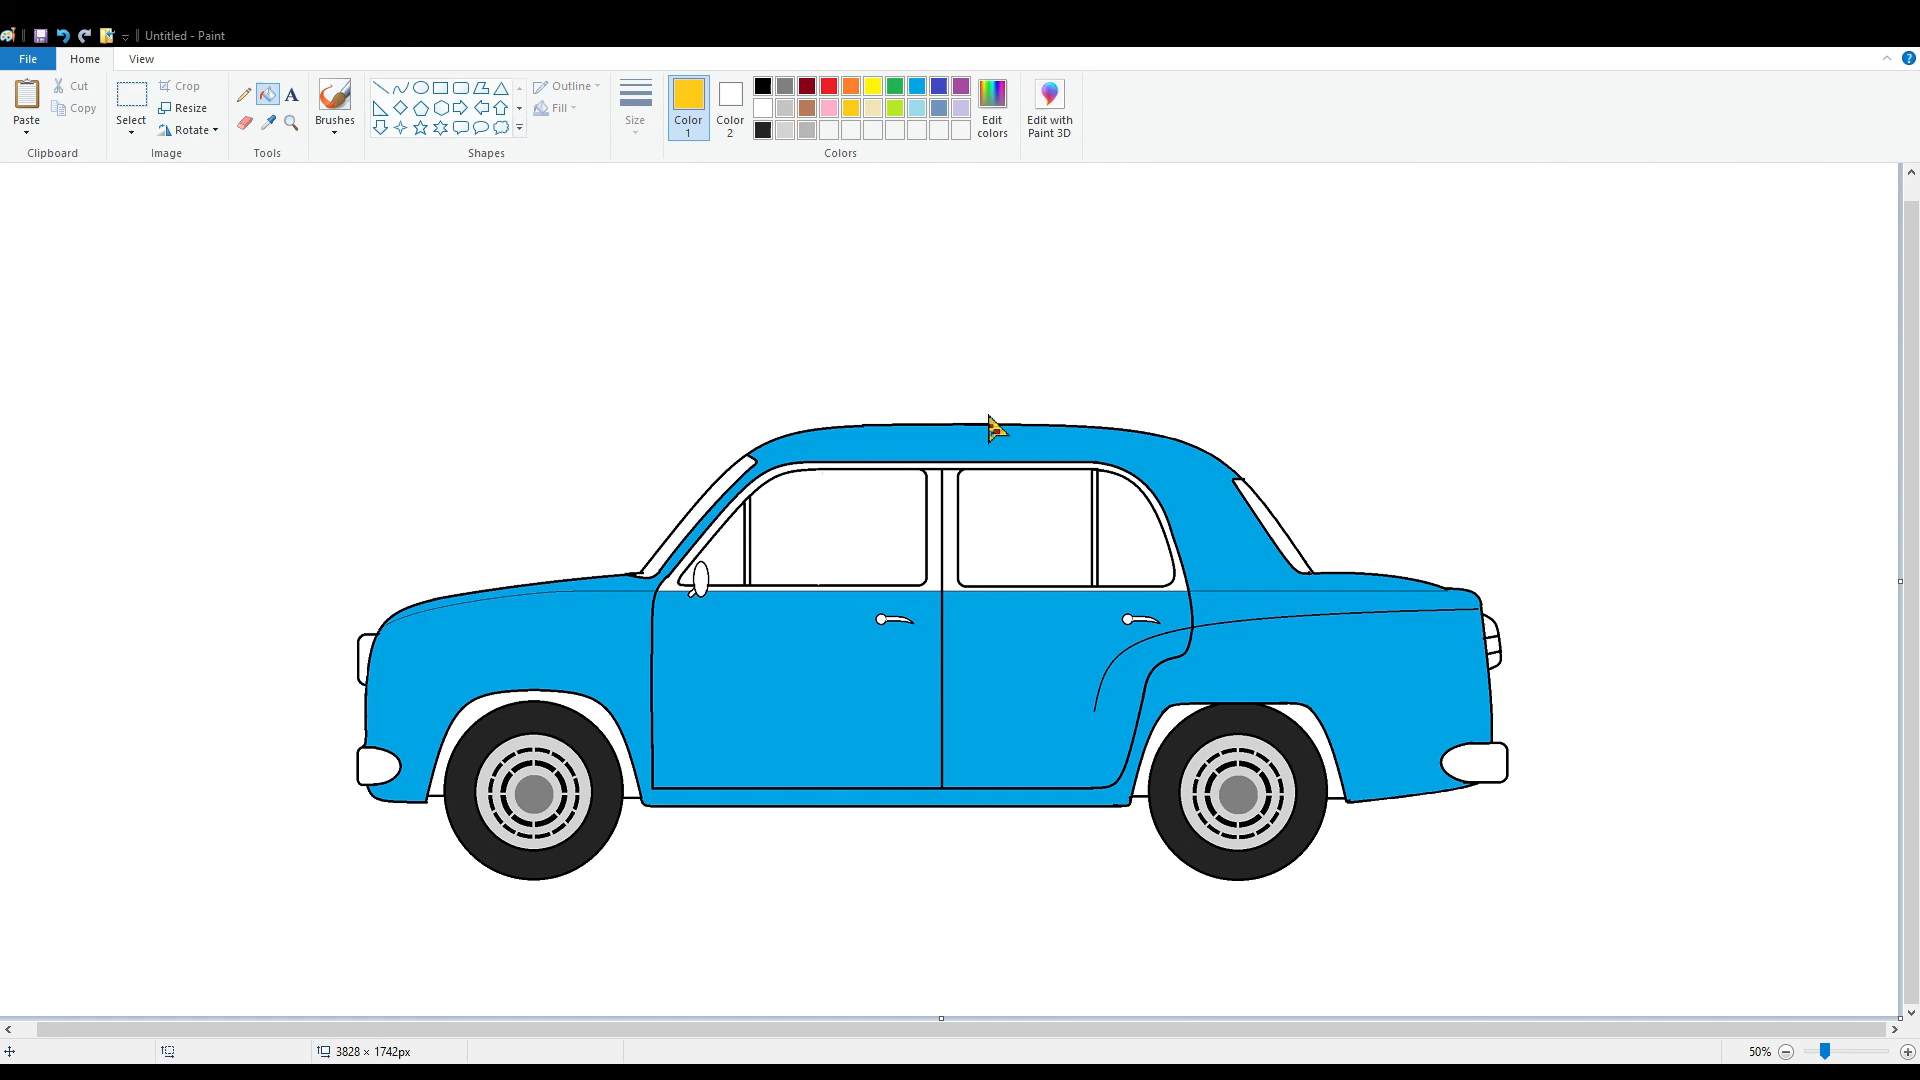 Untitled - Paint
File Home View
Paste
Cut
Copy
Clipboard
Select
Crop
Resize
Rotate
Image
A
Tools
Brushes
Shapes
Outline
Fill
Size
Color 1
Color 2
Colors
Edit colors
Edit with Paint 3D
?
3828 × 1742px
50%